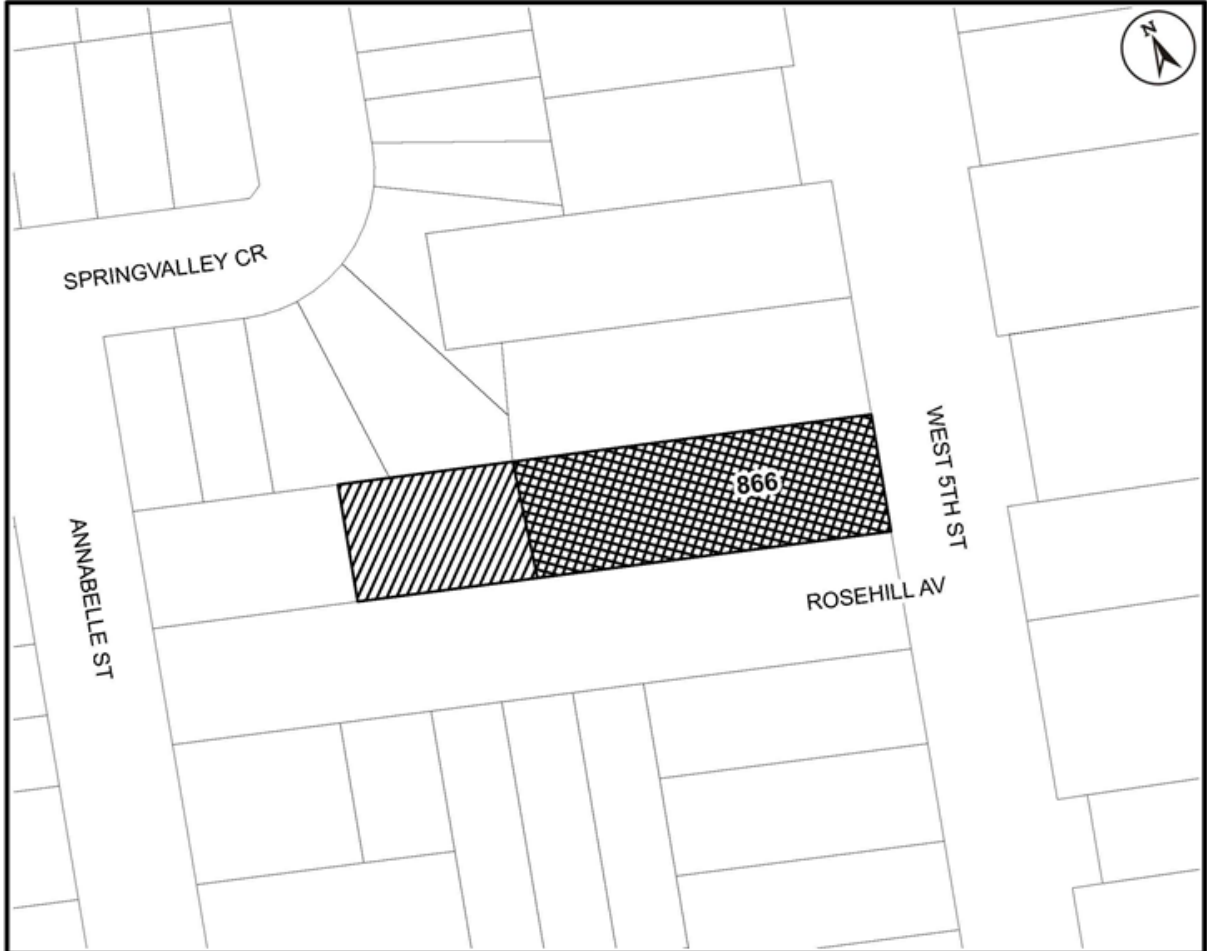 N
SPRINGVALLEY CR
WEST 5TH ST
866
ANNABELLE ST
ROSEHILL AV